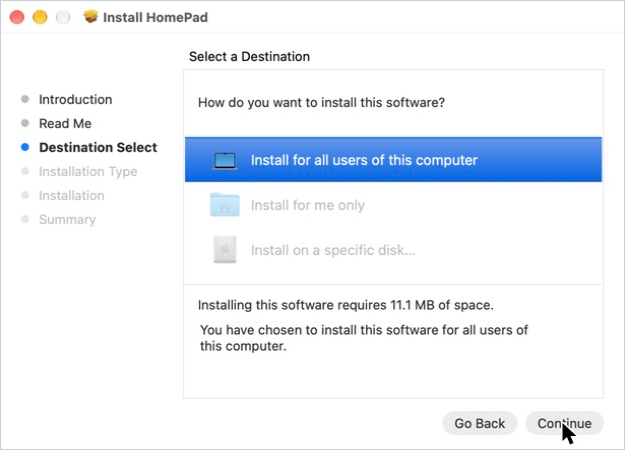 Install HomePad
Select a Destination
Introduction
Read Me
Destination Select
Installation Type
Installation
Summary
How do you want to install this software?
Install for all users of this computer
Install for me only
Install on a specific disk...
Installing this software requires 11.1 MB of space.
You have chosen to install this software for all users of
this computer.
Go Back
Continue